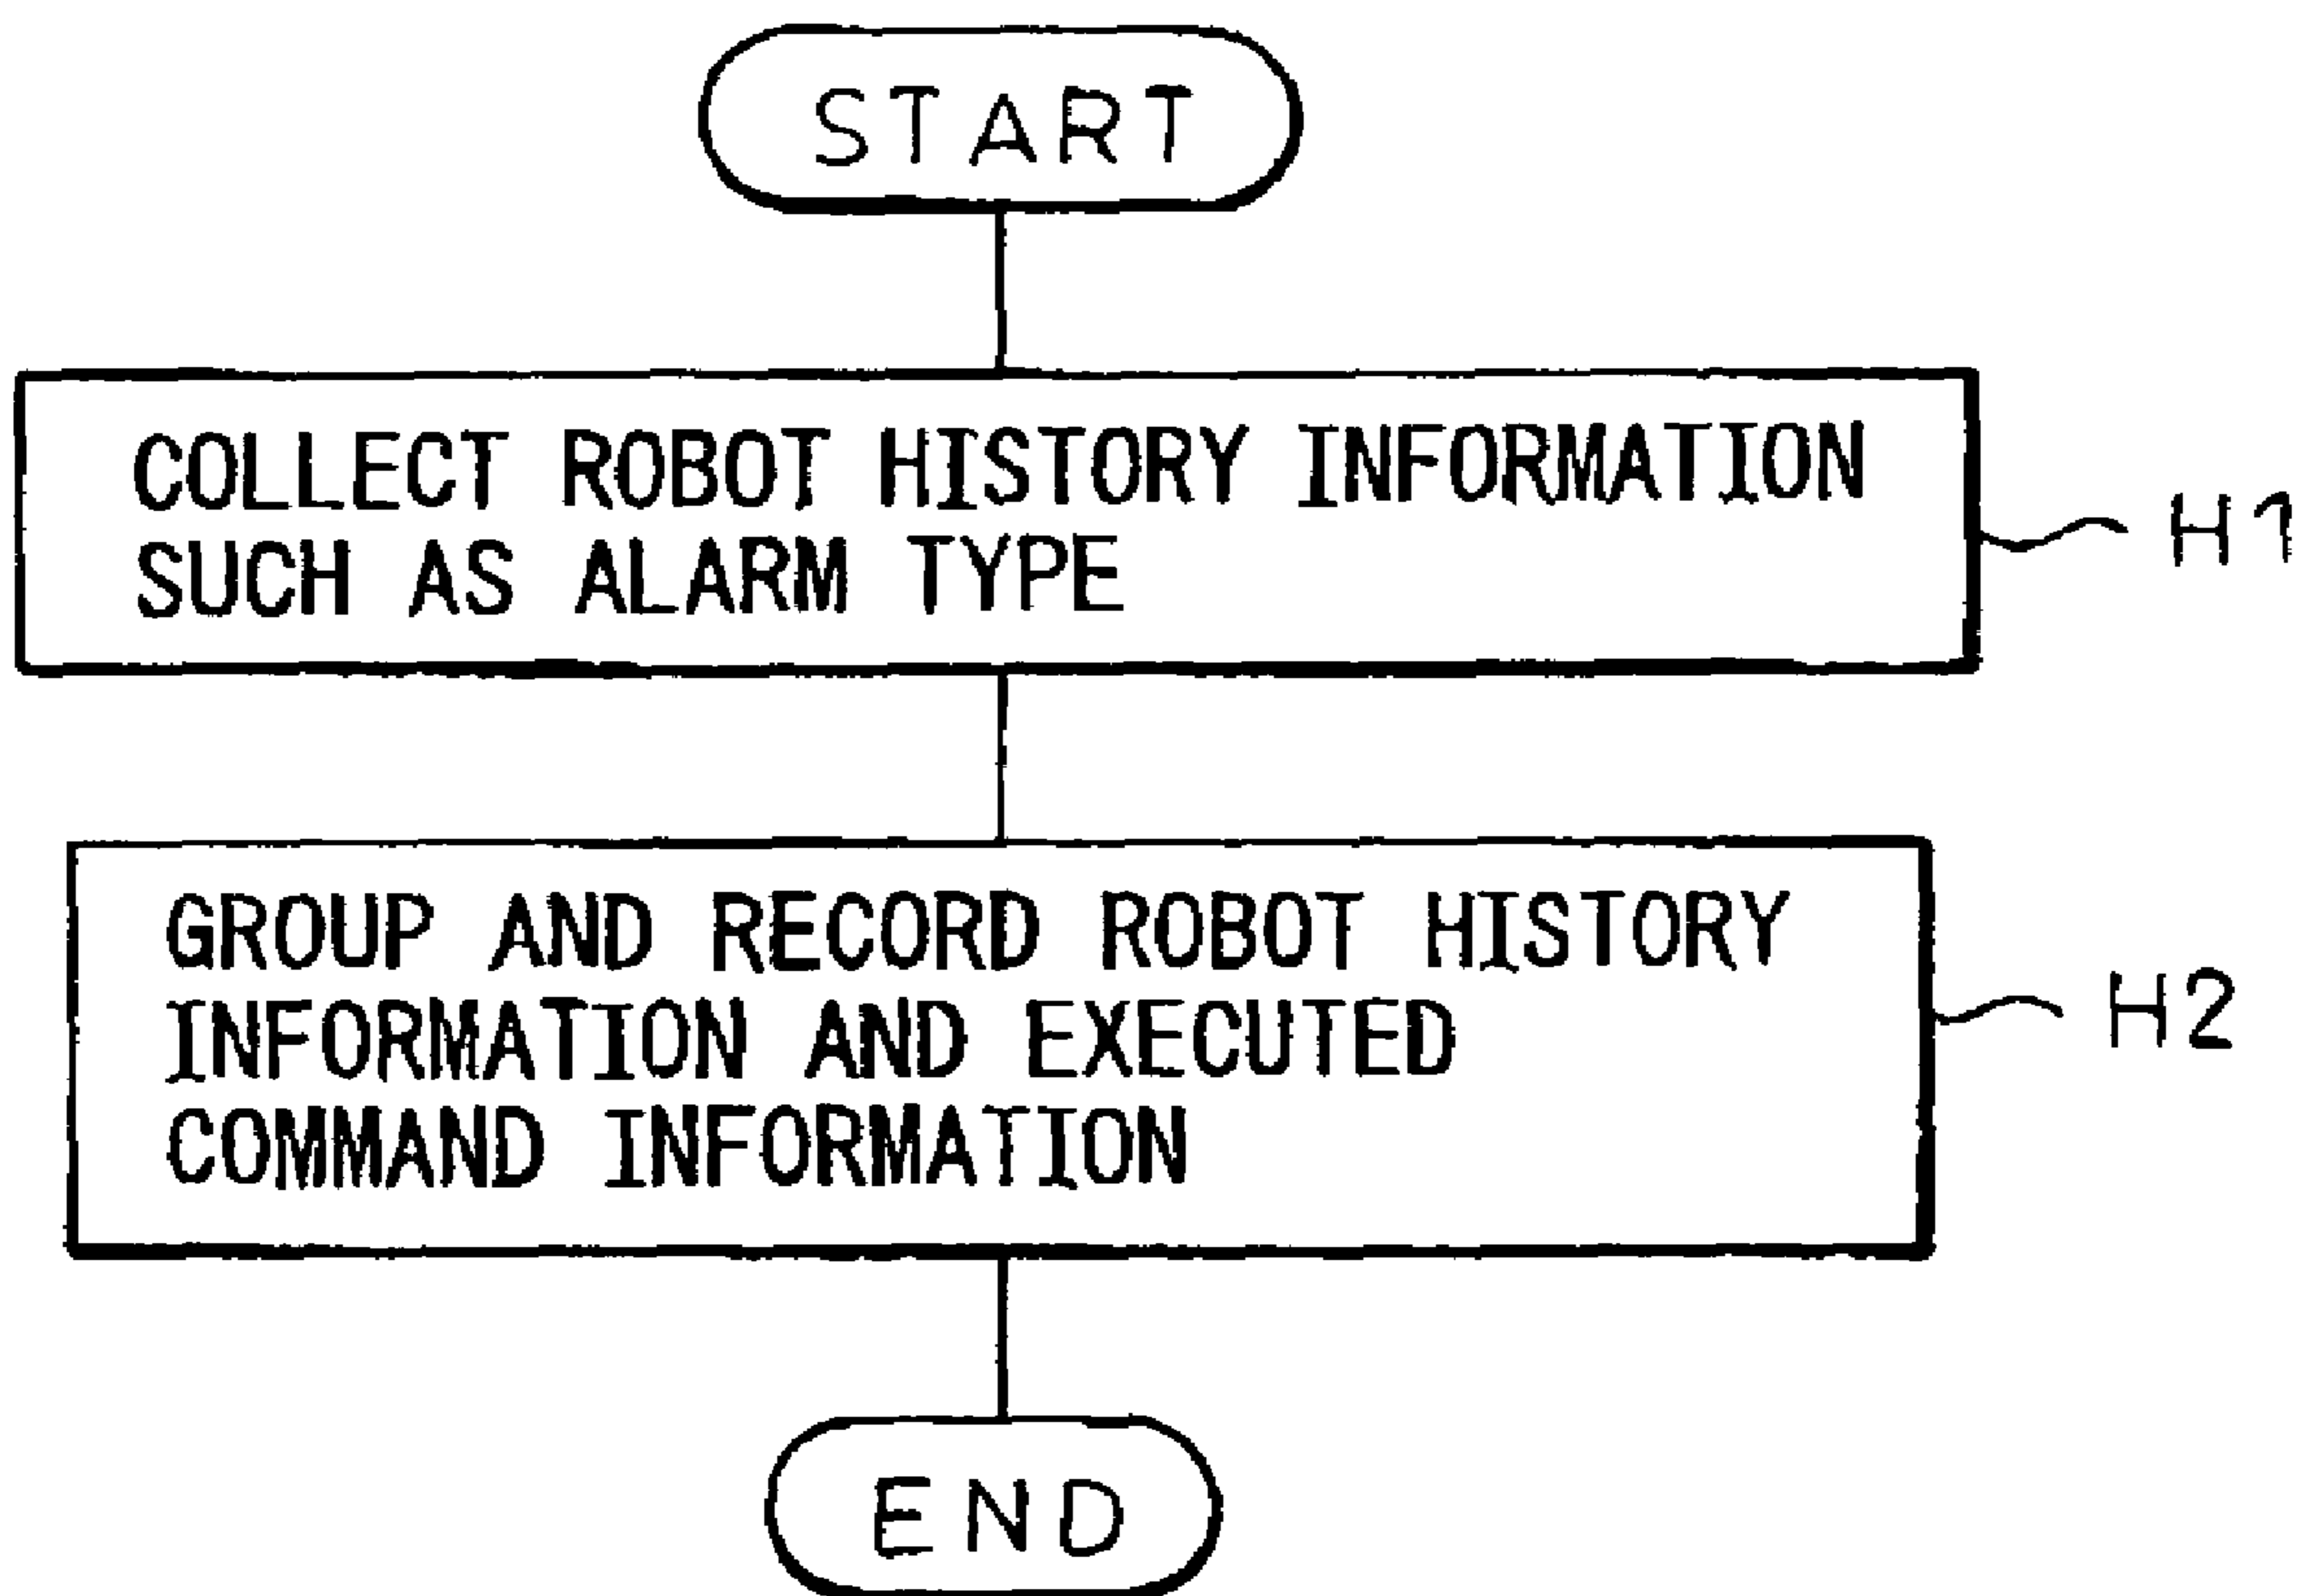 START
COLLECT ROBOT HISTORY INFORMATION
SUCH AS ALARM TYPE
H1
GROUP AND RECORD ROBOT HISTORY
INFORMATION AND EXECUTED
COMMAND INFORMATION
H2
END